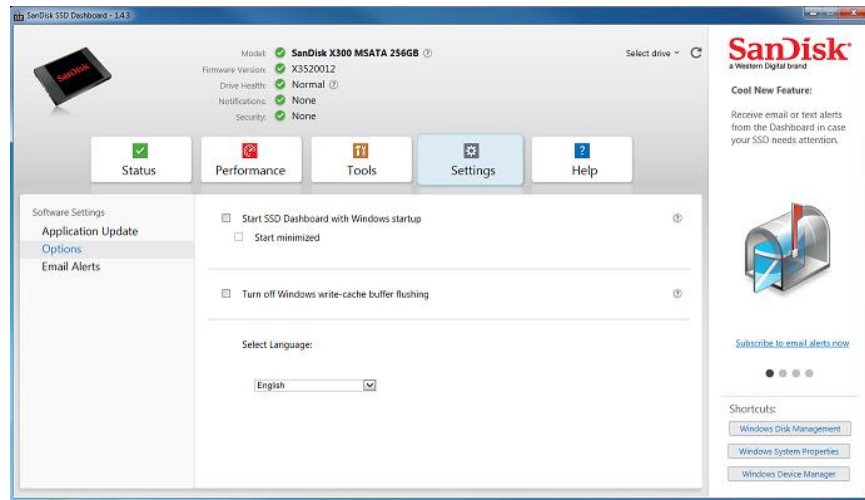 SanDisk SSD Dashboard - 1.4.3
SanDisk
Model: SanDisk X300 MSATA 256GB ?
Firmware Version: X3520012
Drive Health: Normal ?
Notifications: None
Security: None
Select drive
Status
Performance
Tools
Settings
? Help
Software Settings
Application Update
Options
Email Alerts
Start SSD Dashboard with Windows startup ?
Start minimized
Turn off Windows write-cache buffer flushing ?
Select Language:
English
SanDisk®
a Western Digital brand
Cool New Feature:
Receive email or text alerts
from the Dashboard in case
your SSD needs attention.
Subscribe to email alerts now
Shortcuts:
Windows Disk Management
Windows System Properties
Windows Device Manager